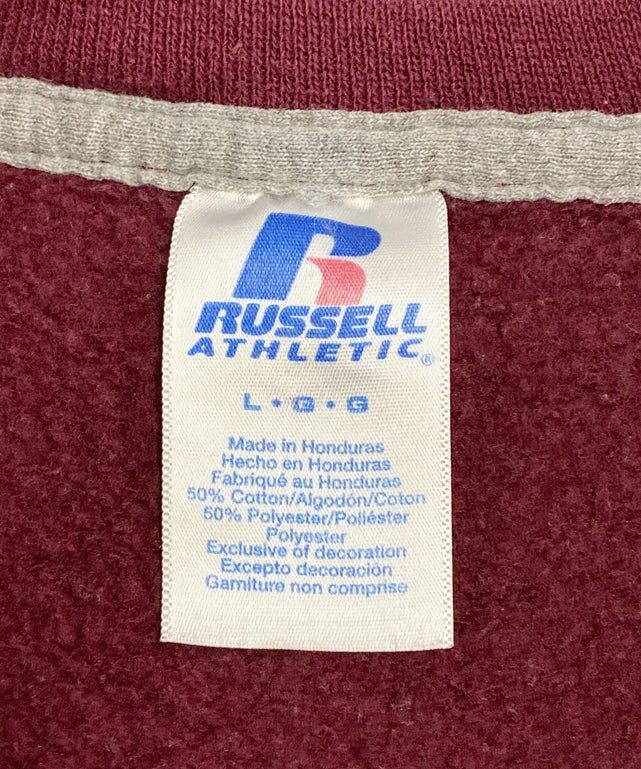 R
RUSSELL
ATHLETIC®
L • G • G
Made in Honduras
Hecho en Honduras
Fabriqué au Honduras
50% Cotton/Algodón/Coton
50% Polyester/Poliéster
Polyester
Exclusive of decoration
Excepto decoración
Garniture non comprise